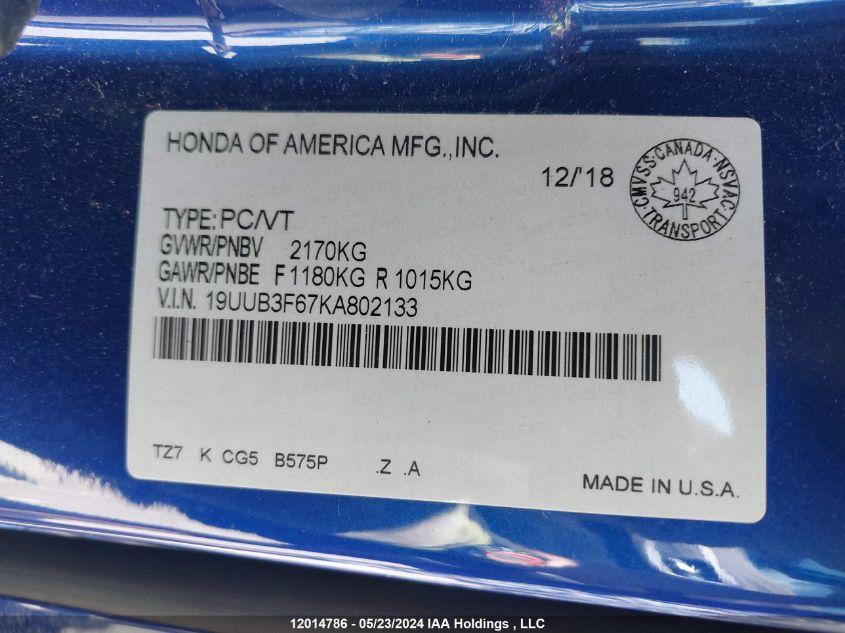 HONDA OF AMERICA MFG.,INC.
12/'18
CMVSS·CANADA·NSVAC
942
·TRANSPORT·
TYPE: PC/VT
GVWR/PNBV 2170KG
GAWR/PNBE F 1180KG R 1015KG
V.I.N. 19UUB3F67KA802133
TZ7 K CG5 B575P .Z .A
MADE IN U.S.A.
12014786 - 05/23/2024 IAA Holdings , LLC